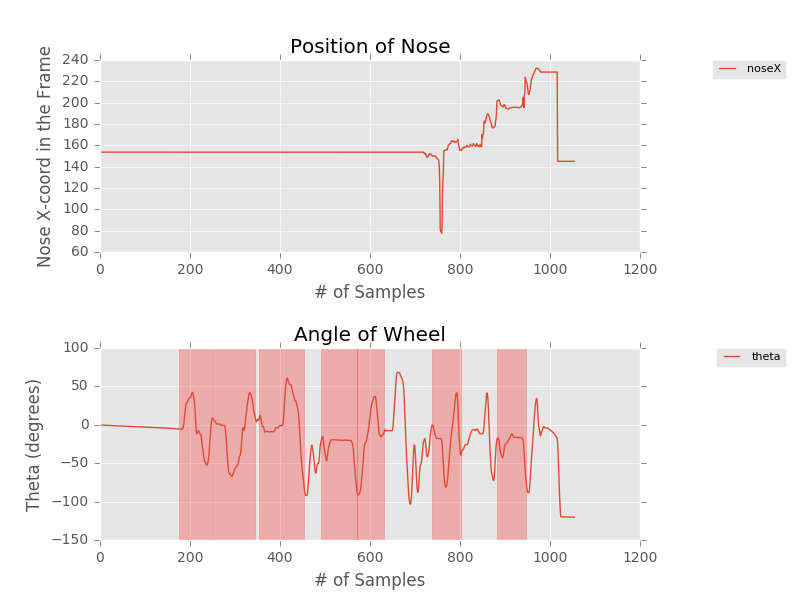 Position of Nose
240
220
200
180
160
140
120
100
80
60
Nose X-coord in the Frame
0 200 400 600 800 1000 1200
# of Samples
noseX
Angle of Wheel
100
50
0
−50
−100
−150
Theta (degrees)
0 200 400 600 800 1000 1200
# of Samples
theta